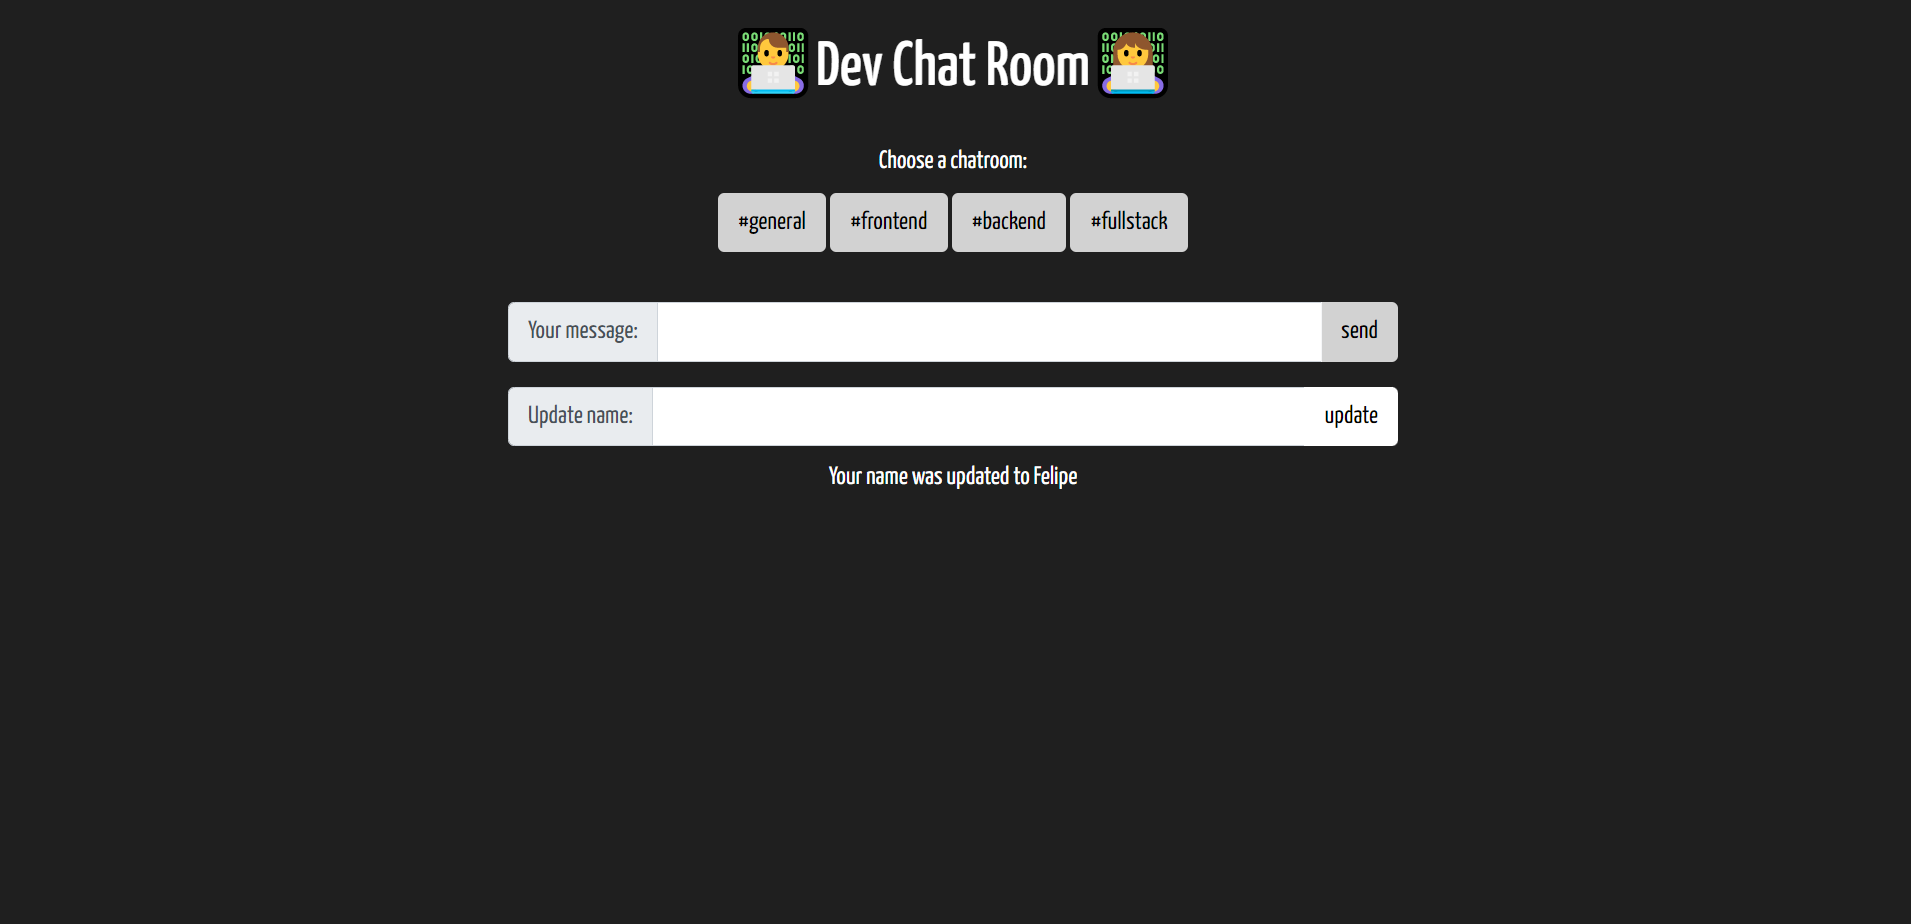 Dev Chat Room
Choose a chatroom:
#general #frontend #backend #fullstack
Your message: send
Update name: update
Your name was updated to Felipe